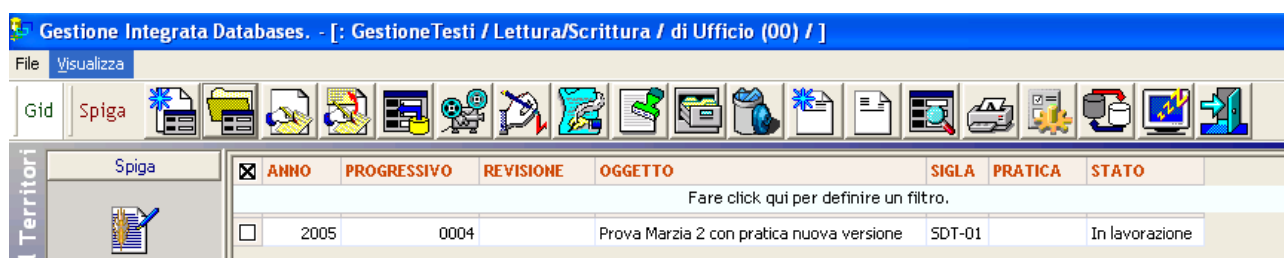 Gestione Integrata Databases. - [: GestioneTesti / Lettura/Scrittura / di Ufficio (00) / ]
File Visualizza
Gid Spiga
Territori
Spiga
ANNO PROGRESSIVO REVISIONE OGGETTO SIGLA PRATICA STATO
Fare click qui per definire un filtro.
2005 0004 Prova Marzia 2 con pratica nuova versione SDT-01 In lavorazione